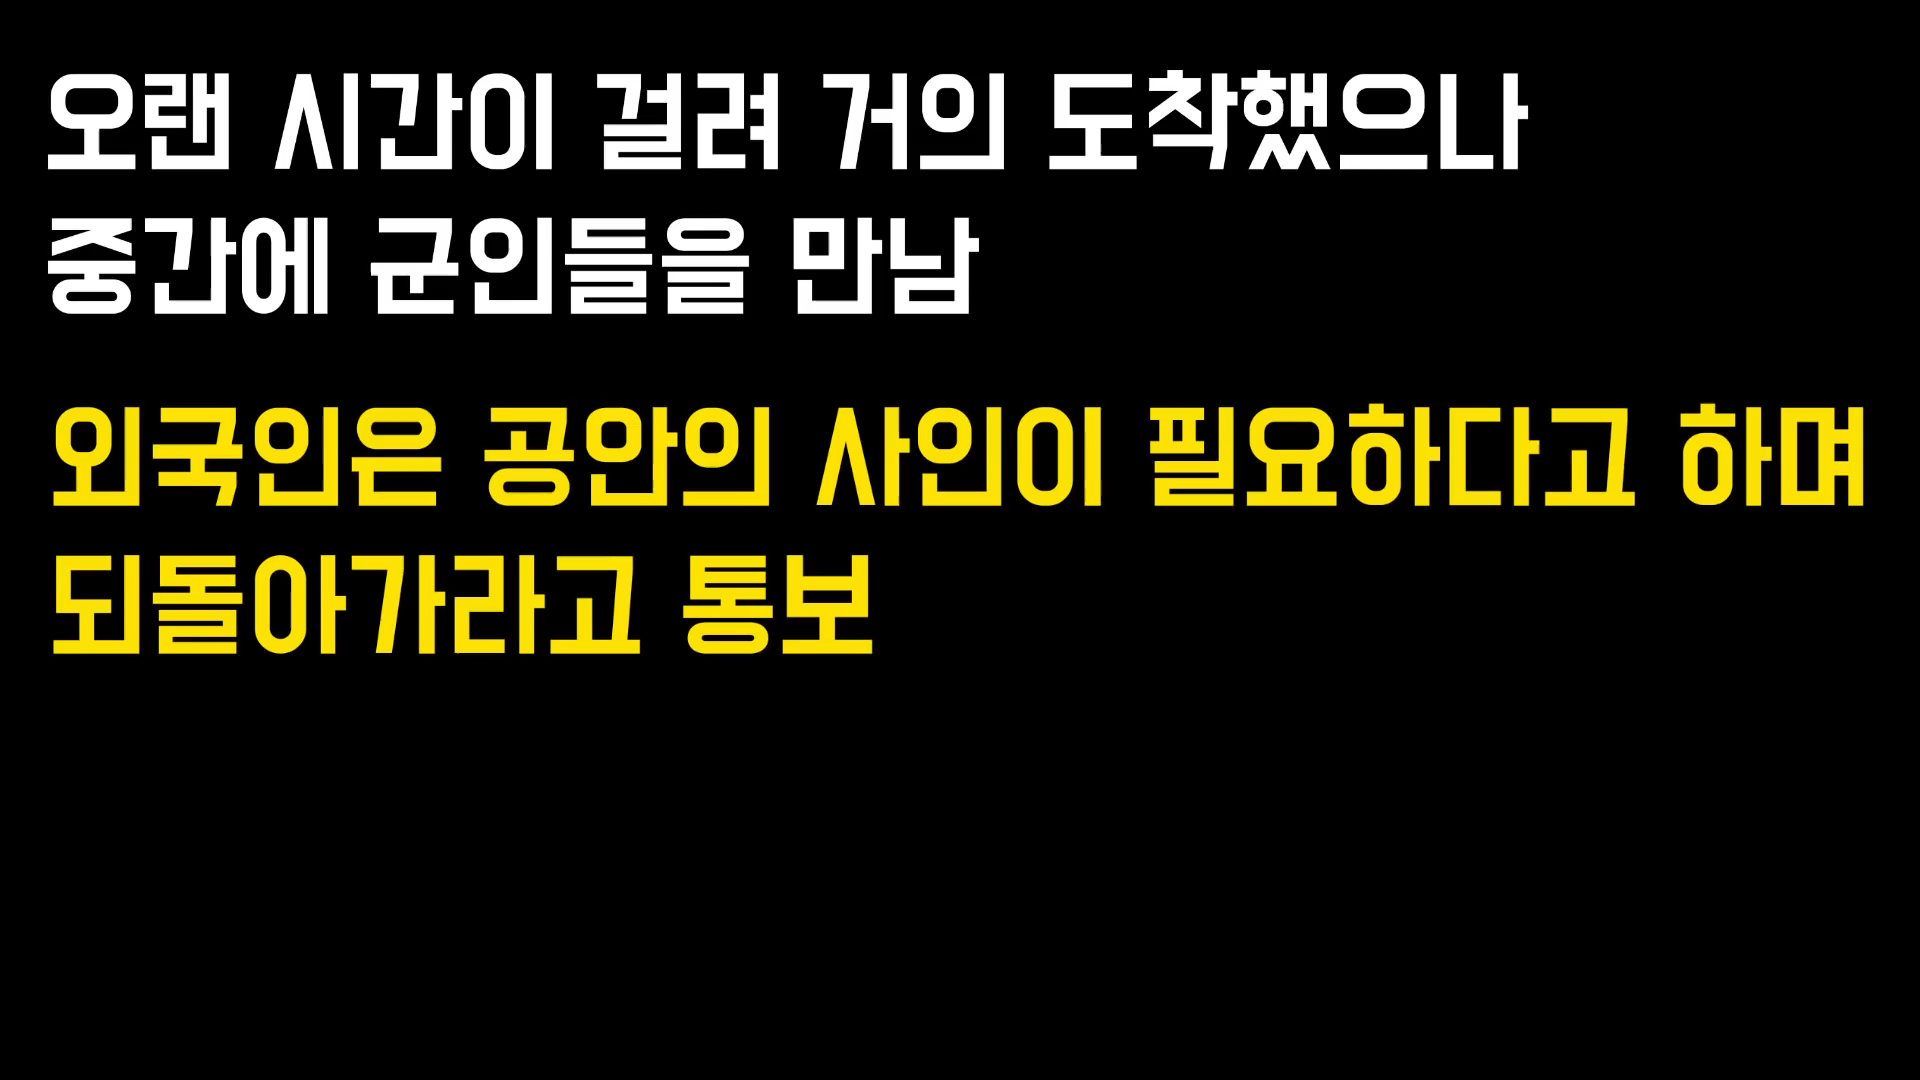 오랜 시간이 걸려 거의 도착했으나
중간에 군인들을 만남
외국인은 공안의 사인이 필요하다고 하며
되돌아가라고 통보